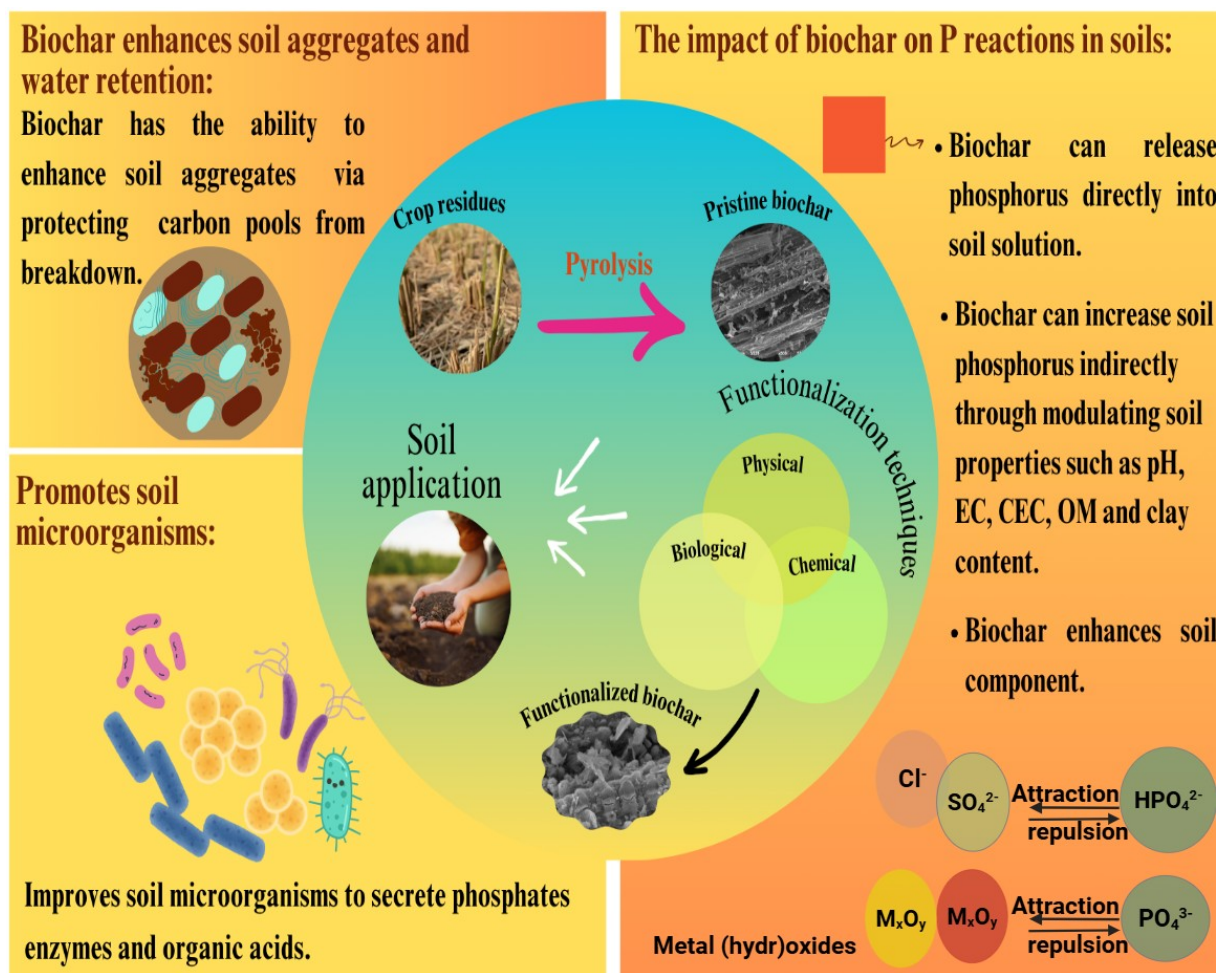 Biochar enhances soil aggregates and
water retention:
Biochar has the ability to
enhance soil aggregates via
protecting carbon pools from
breakdown.
The impact of biochar on P reactions in soils:
• Biochar can release
phosphorus directly into
soil solution.
• Biochar can increase soil
phosphorus indirectly
through modulating soil
properties such as pH,
EC, CEC, OM and clay
content.
• Biochar enhances soil
component.
Crop residues
Pyrolysis
Pristine biochar
Functionalization techniques
Physical
Biological
Chemical
Functionalized biochar
Soil
application
Promotes soil
microorganisms:
Improves soil microorganisms to secrete phosphates
enzymes and organic acids.
Cl⁻
SO₄²⁻
Attraction
repulsion
HPO₄²⁻
Metal (hydr)oxides
MₓOᵧ
MₓOᵧ
Attraction
repulsion
PO₄³⁻